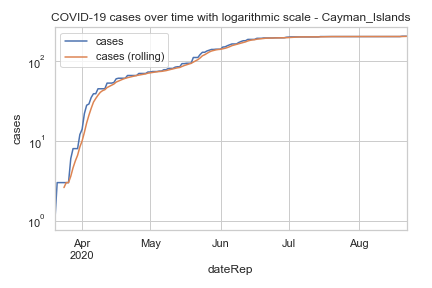 COVID-19 cases over time with logarithmic scale - Cayman_Islands
cases
cases (rolling)
10²
10¹
10⁰
cases
Apr
2020
May
Jun
Jul
Aug
dateRep